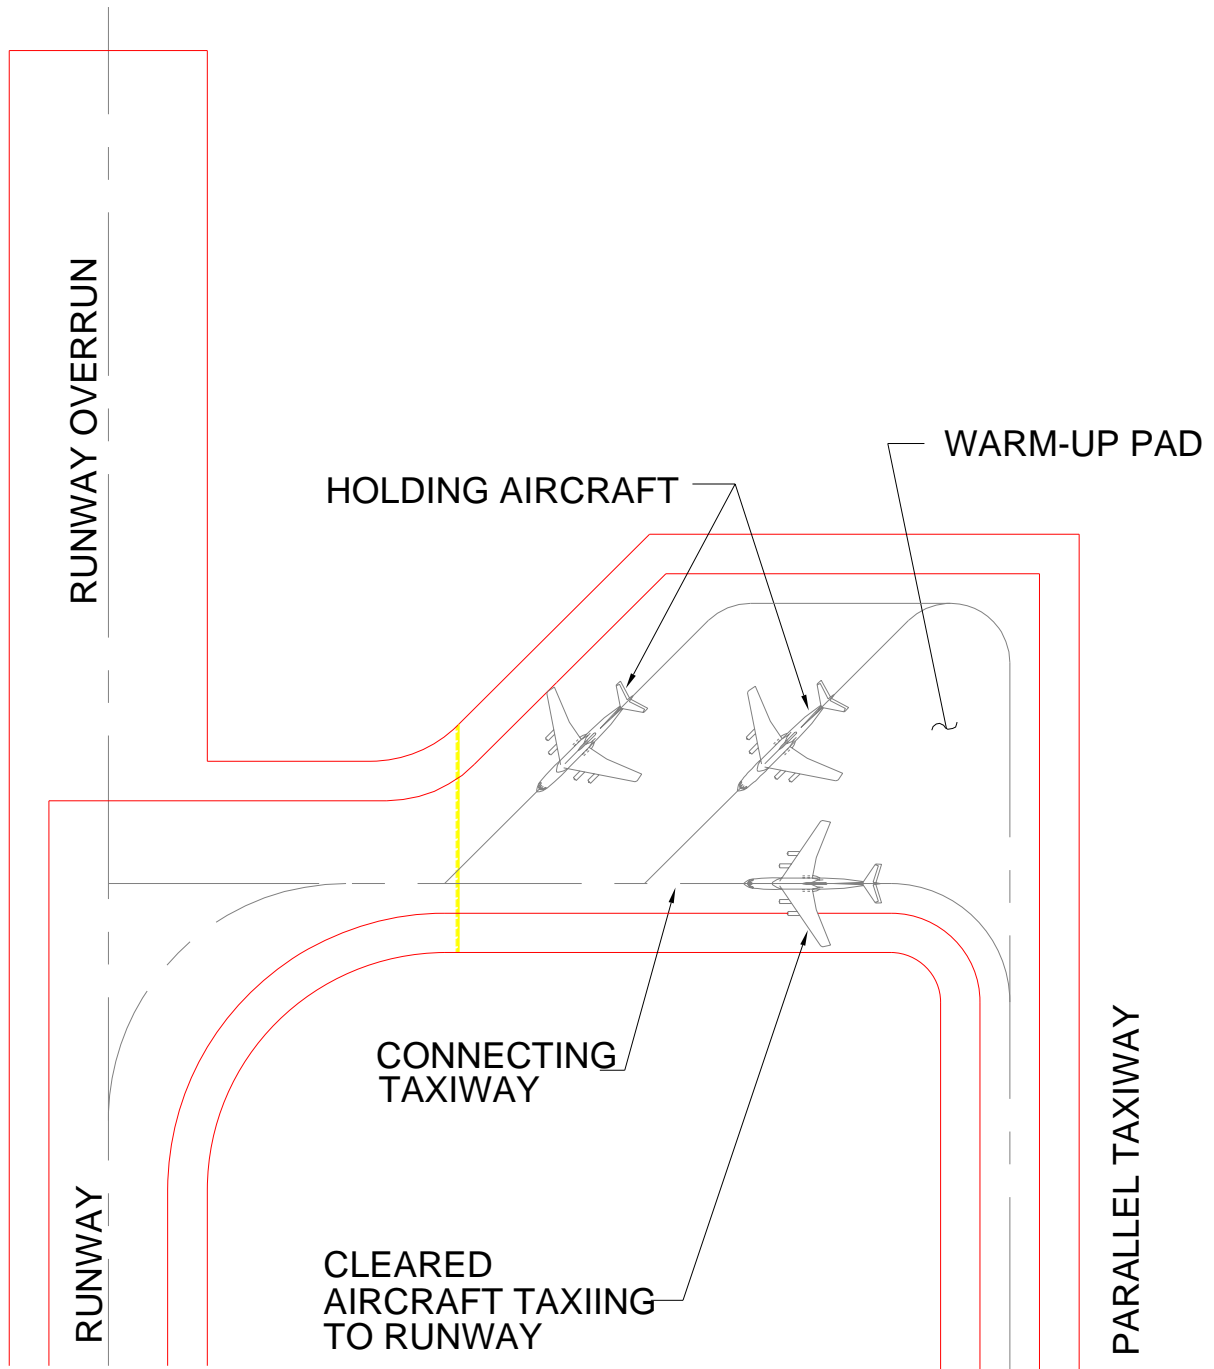 RUNWAY OVERRUN
WARM-UP PAD
HOLDING AIRCRAFT
CONNECTING
TAXIWAY
PARALLEL TAXIWAY
RUNWAY
CLEARED
AIRCRAFT TAXIING
TO RUNWAY